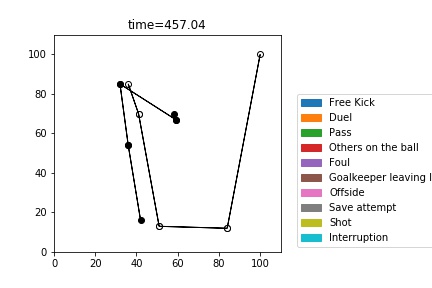 time=457.04
100
80
60
40
20
0
0 20 40 60 80 100
Free Kick
Duel
Pass
Others on the ball
Foul
Goalkeeper leaving l
Offside
Save attempt
Shot
Interruption